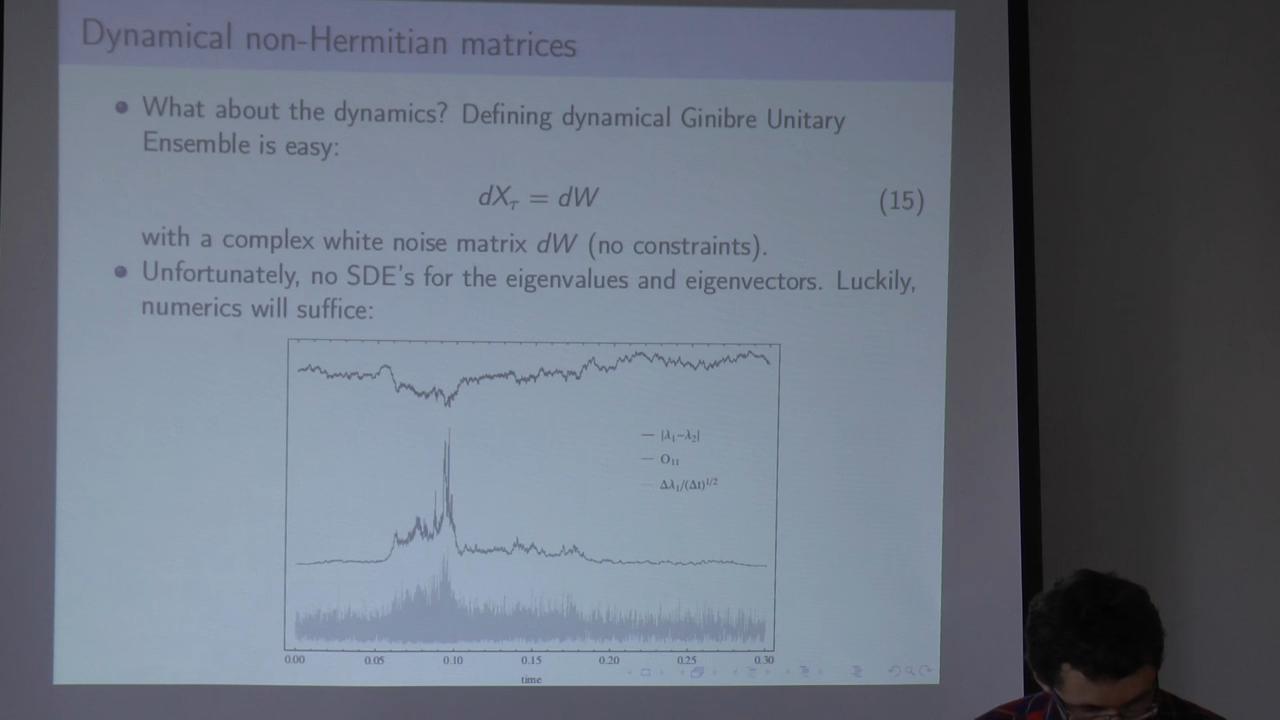 Dynamical non-Hermitian matrices
What about the dynamics? Defining dynamical Ginibre Unitary
Ensemble is easy:
dXτ = dW (15)
with a complex white noise matrix dW (no constraints).
Unfortunately, no SDE's for the eigenvalues and eigenvectors. Luckily,
numerics will suffice:
|λ₁−λ₂|
O₁₁
Δλ₁/(Δt)^1/2
0.00 0.05 0.10 0.15 0.20 0.25 0.30
time